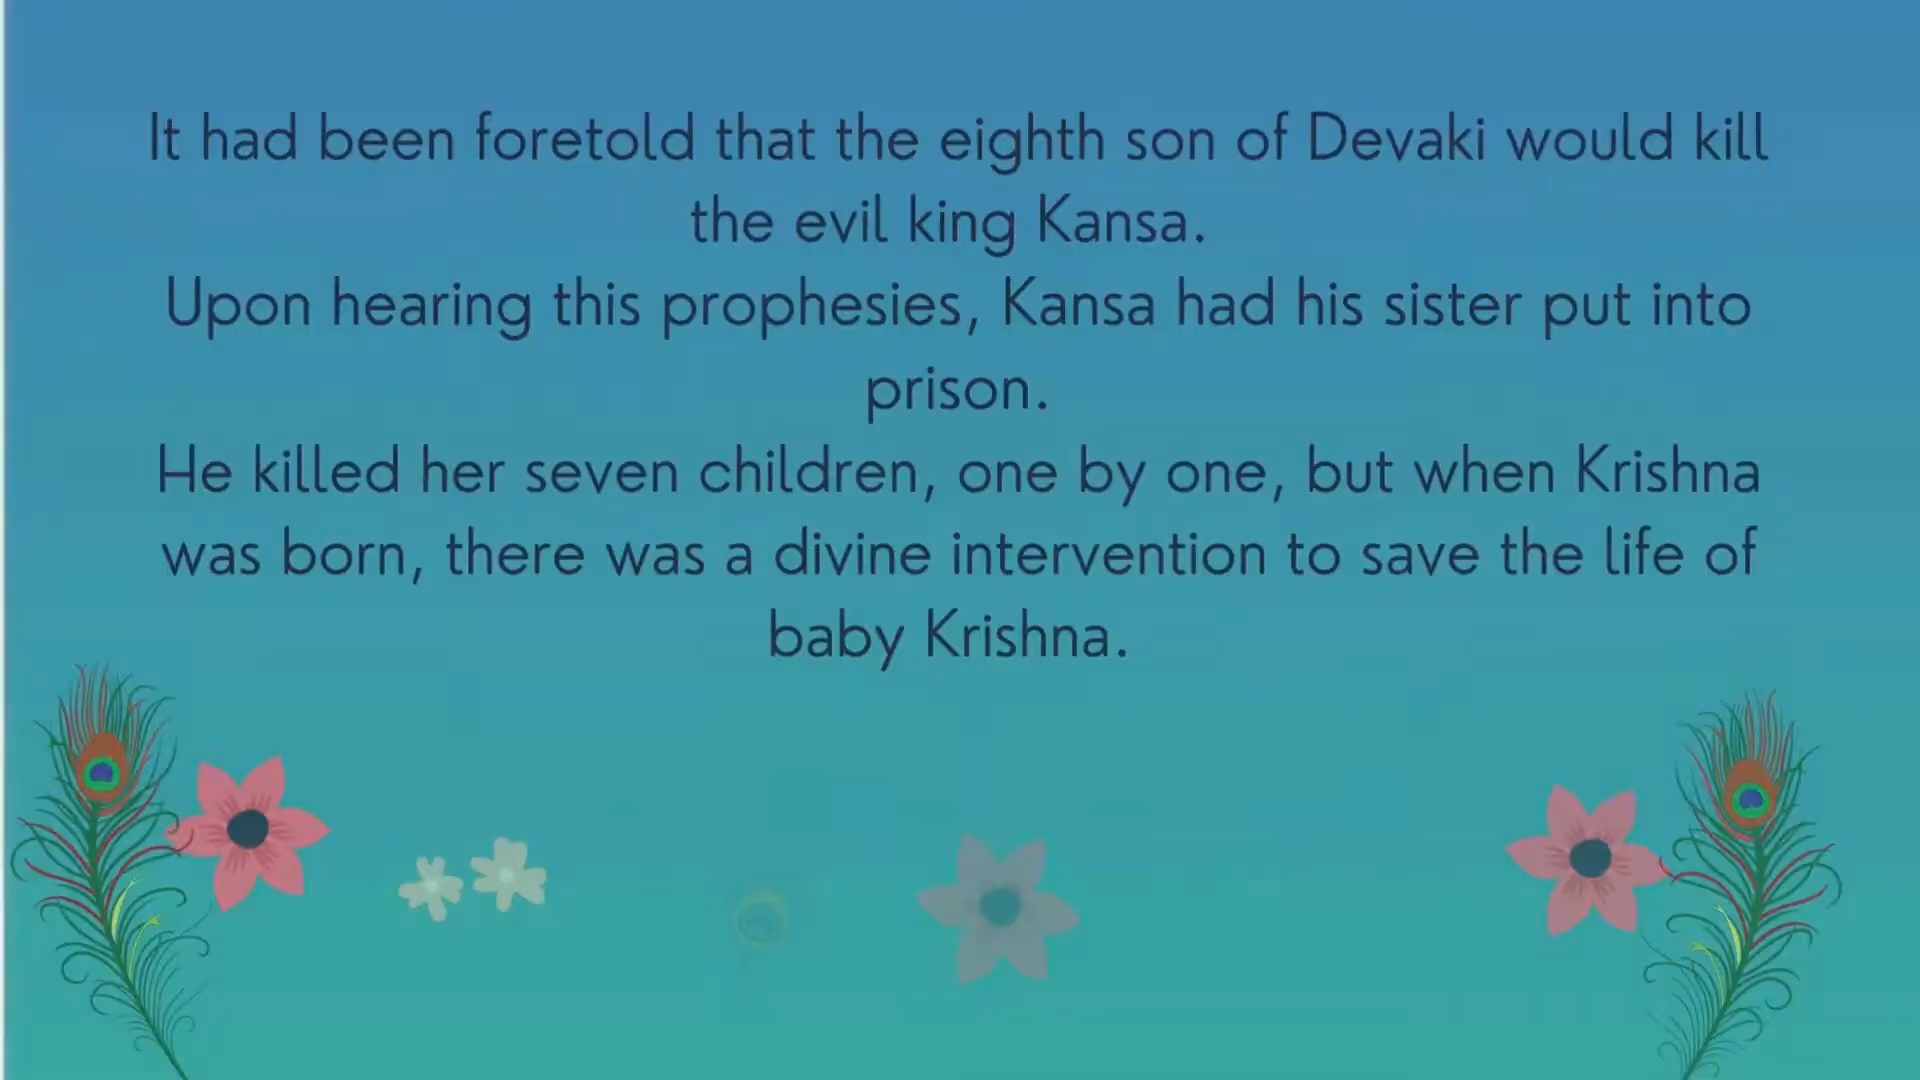 It had been foretold that the eighth son of Devaki would kill
the evil king Kansa.
Upon hearing this prophesies, Kansa had his sister put into
prison.
He killed her seven children, one by one, but when Krishna
was born, there was a divine intervention to save the life of
baby Krishna.